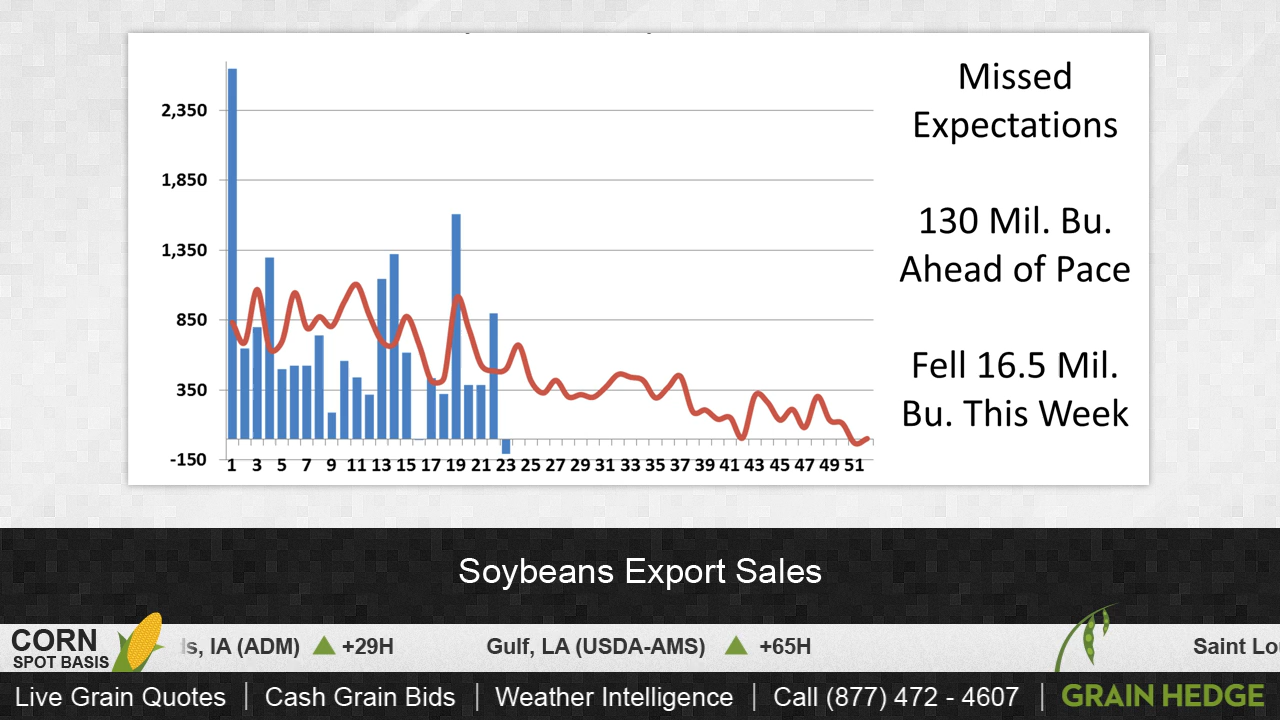 2,350
1,850
1,350
850
350
-150
1 3 5 7 9 11 13 15 17 19 21 23 25 27 29 31 33 35 37 39 41 43 45 47 49 51
Missed
Expectations
130 Mil. Bu.
Ahead of Pace
Fell 16.5 Mil.
Bu. This Week
Soybeans Export Sales
CORN
SPOT BASIS
IA (ADM) +29H Gulf, LA (USDA-AMS) +65H Saint
Live Grain Quotes | Cash Grain Bids | Weather Intelligence | Call (877) 472 - 4607 | GRAIN HEDGE